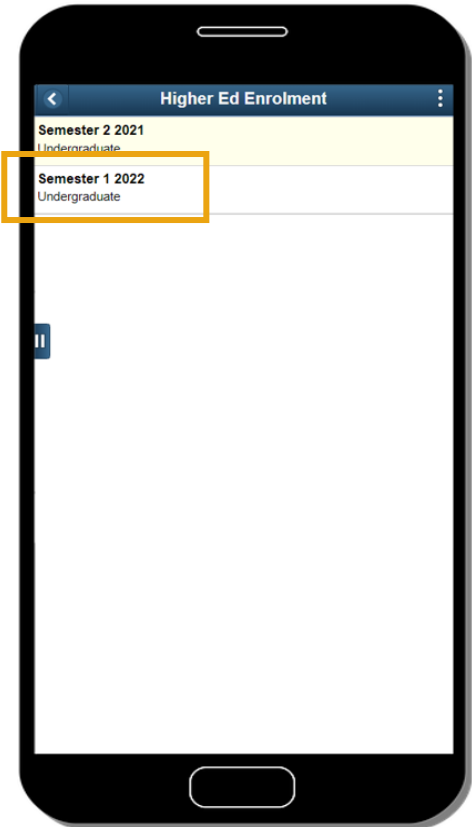 Higher Ed Enrolment
Semester 2 2021
Undergraduate
Semester 1 2022
Undergraduate